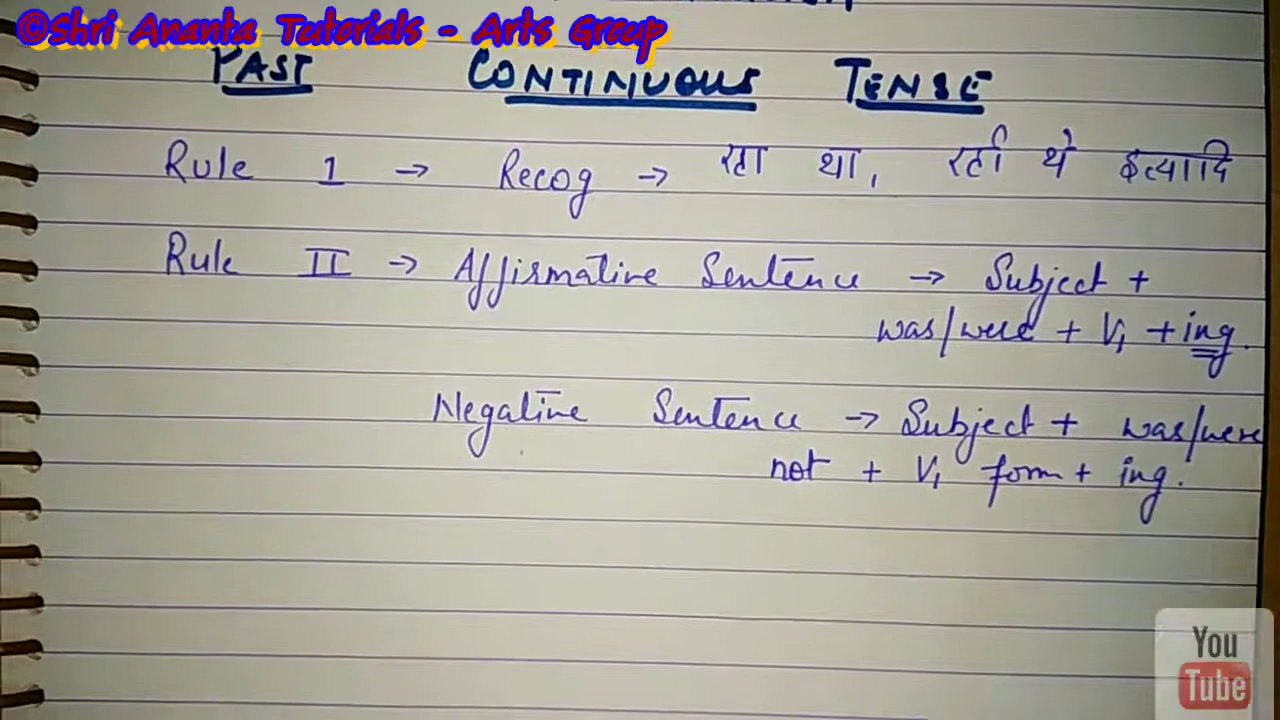 ©Shri Ananta Tutorials - Arts Group
PAST CONTINUOUS TENSE
Rule 1 → Recog → रहा था, रही थे इत्यादि
Rule II → Affirmative Sentence → Subject +
was/were + V1 + ing.
Negative Sentence → Subject + was/were
not + V1 form + ing.
You
Tube